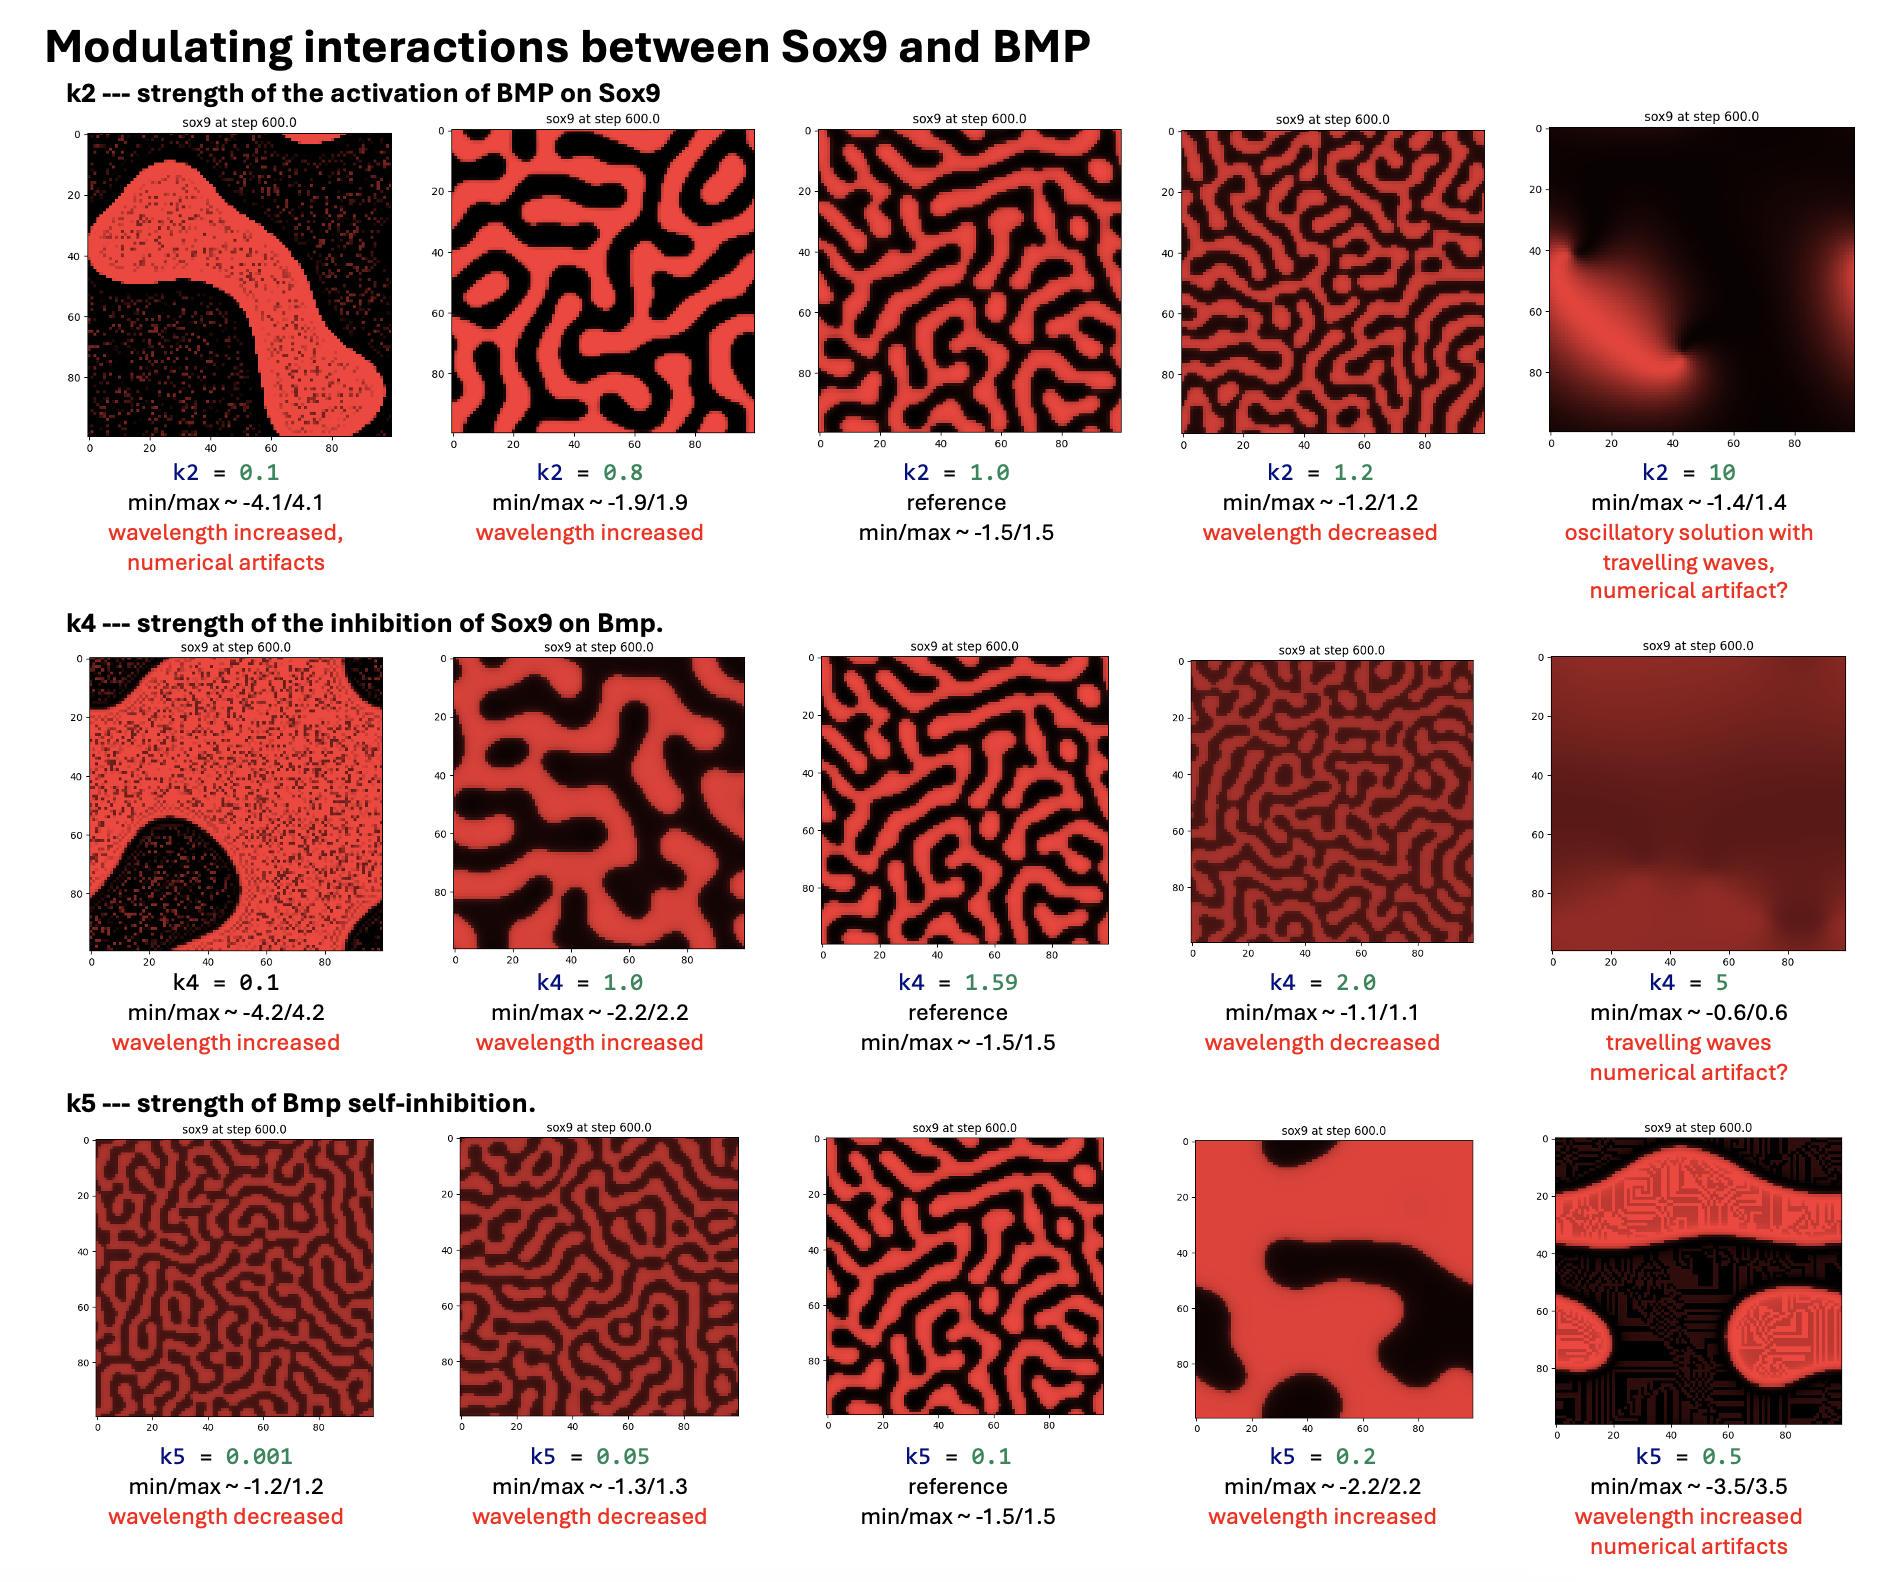 Modulating interactions between Sox9 and BMP
k2 --- strength of the activation of BMP on Sox9
sox9 at step 600.0
0
20
40
60
80
0 20 40 60 80
k2 = 0.1
min/max ~ -4.1/4.1
wavelength increased,
numerical artifacts
sox9 at step 600.0
0
20
40
60
80
0 20 40 60 80
k2 = 0.8
min/max ~ -1.9/1.9
wavelength increased
sox9 at step 600.0
0
20
40
60
80
0 20 40 60 80
k2 = 1.0
reference
min/max ~ -1.5/1.5
sox9 at step 600.0
0
20
40
60
80
0 20 40 60 80
k2 = 1.2
min/max ~ -1.2/1.2
wavelength decreased
sox9 at step 600.0
0
20
40
60
80
0 20 40 60 80
k2 = 10
min/max ~ -1.4/1.4
oscillatory solution with
travelling waves,
numerical artifact?
k4 --- strength of the inhibition of Sox9 on Bmp.
sox9 at step 600.0
0
20
40
60
80
0 20 40 60 80
k4 = 0.1
min/max ~ -4.2/4.2
wavelength increased
sox9 at step 600.0
0
20
40
60
80
0 20 40 60 80
k4 = 1.0
min/max ~ -2.2/2.2
wavelength increased
sox9 at step 600.0
0
20
40
60
80
0 20 40 60 80
k4 = 1.59
reference
min/max ~ -1.5/1.5
sox9 at step 600.0
0
20
40
60
80
0 20 40 60 80
k4 = 2.0
min/max ~ -1.1/1.1
wavelength decreased
sox9 at step 600.0
0
20
40
60
80
0 20 40 60 80
k4 = 5
min/max ~ -0.6/0.6
travelling waves
numerical artifact?
k5 --- strength of Bmp self-inhibition.
sox9 at step 600.0
0
20
40
60
80
0 20 40 60 80
k5 = 0.001
min/max ~ -1.2/1.2
wavelength decreased
sox9 at step 600.0
0
20
40
60
80
0 20 40 60 80
k5 = 0.05
min/max ~ -1.3/1.3
wavelength decreased
sox9 at step 600.0
0
20
40
60
80
0 20 40 60 80
k5 = 0.1
reference
min/max ~ -1.5/1.5
sox9 at step 600.0
0
20
40
60
80
0 20 40 60 80
k5 = 0.2
min/max ~ -2.2/2.2
wavelength increased
sox9 at step 600.0
0
20
40
60
80
0 20 40 60 80
k5 = 0.5
min/max ~ -3.5/3.5
wavelength increased
numerical artifacts